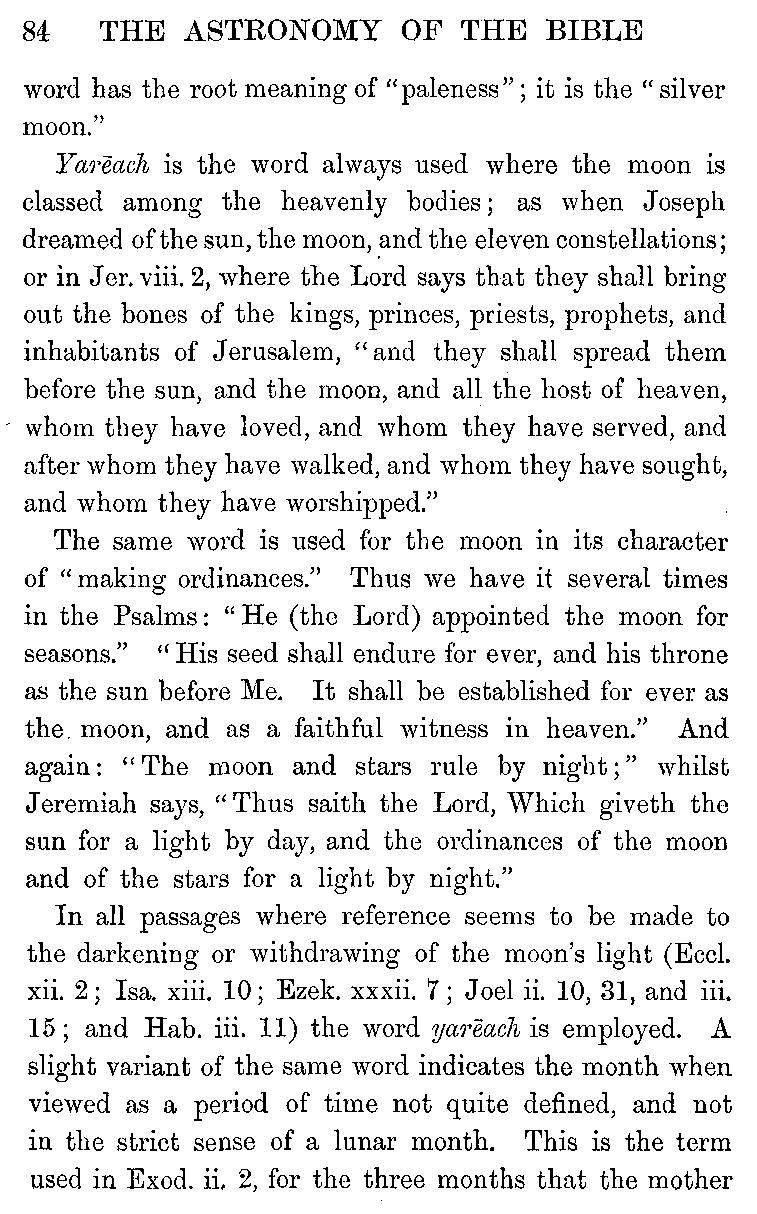 84 THE ASTRONOMY OF THE BIBLE
word has the root meaning of “paleness”; it is the “silver
moon.”
Yarēach is the word always used where the moon is
classed among the heavenly bodies; as when Joseph
dreamed of the sun, the moon, and the eleven constellations;
or in Jer. viii. 2, where the Lord says that they shall bring
out the bones of the kings, princes, priests, prophets, and
inhabitants of Jerusalem, “and they shall spread them
before the sun, and the moon, and all the host of heaven,
whom they have loved, and whom they have served, and
after whom they have walked, and whom they have sought,
and whom they have worshipped.”
The same word is used for the moon in its character
of “making ordinances.” Thus we have it several times
in the Psalms: “He (the Lord) appointed the moon for
seasons.” “His seed shall endure for ever, and his throne
as the sun before Me. It shall be established for ever as
the moon, and as a faithful witness in heaven.” And
again: “The moon and stars rule by night;” whilst
Jeremiah says, “Thus saith the Lord, Which giveth the
sun for a light by day, and the ordinances of the moon
and of the stars for a light by night.”
In all passages where reference seems to be made to
the darkening or withdrawing of the moon’s light (Eccl.
xii. 2; Isa. xiii. 10; Ezek. xxxii. 7; Joel ii. 10, 31, and iii.
15; and Hab. iii. 11) the word yarēach is employed. A
slight variant of the same word indicates the month when
viewed as a period of time not quite defined, and not
in the strict sense of a lunar month. This is the term
used in Exod. ii. 2, for the three months that the mother